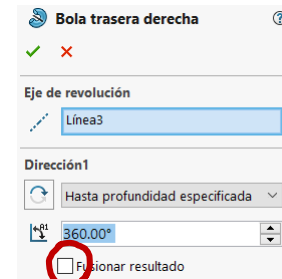 Bola trasera derecha
Eje de revolución
Línea3
Dirección1
Hasta profundidad especificada
360.00°
Fusionar resultado